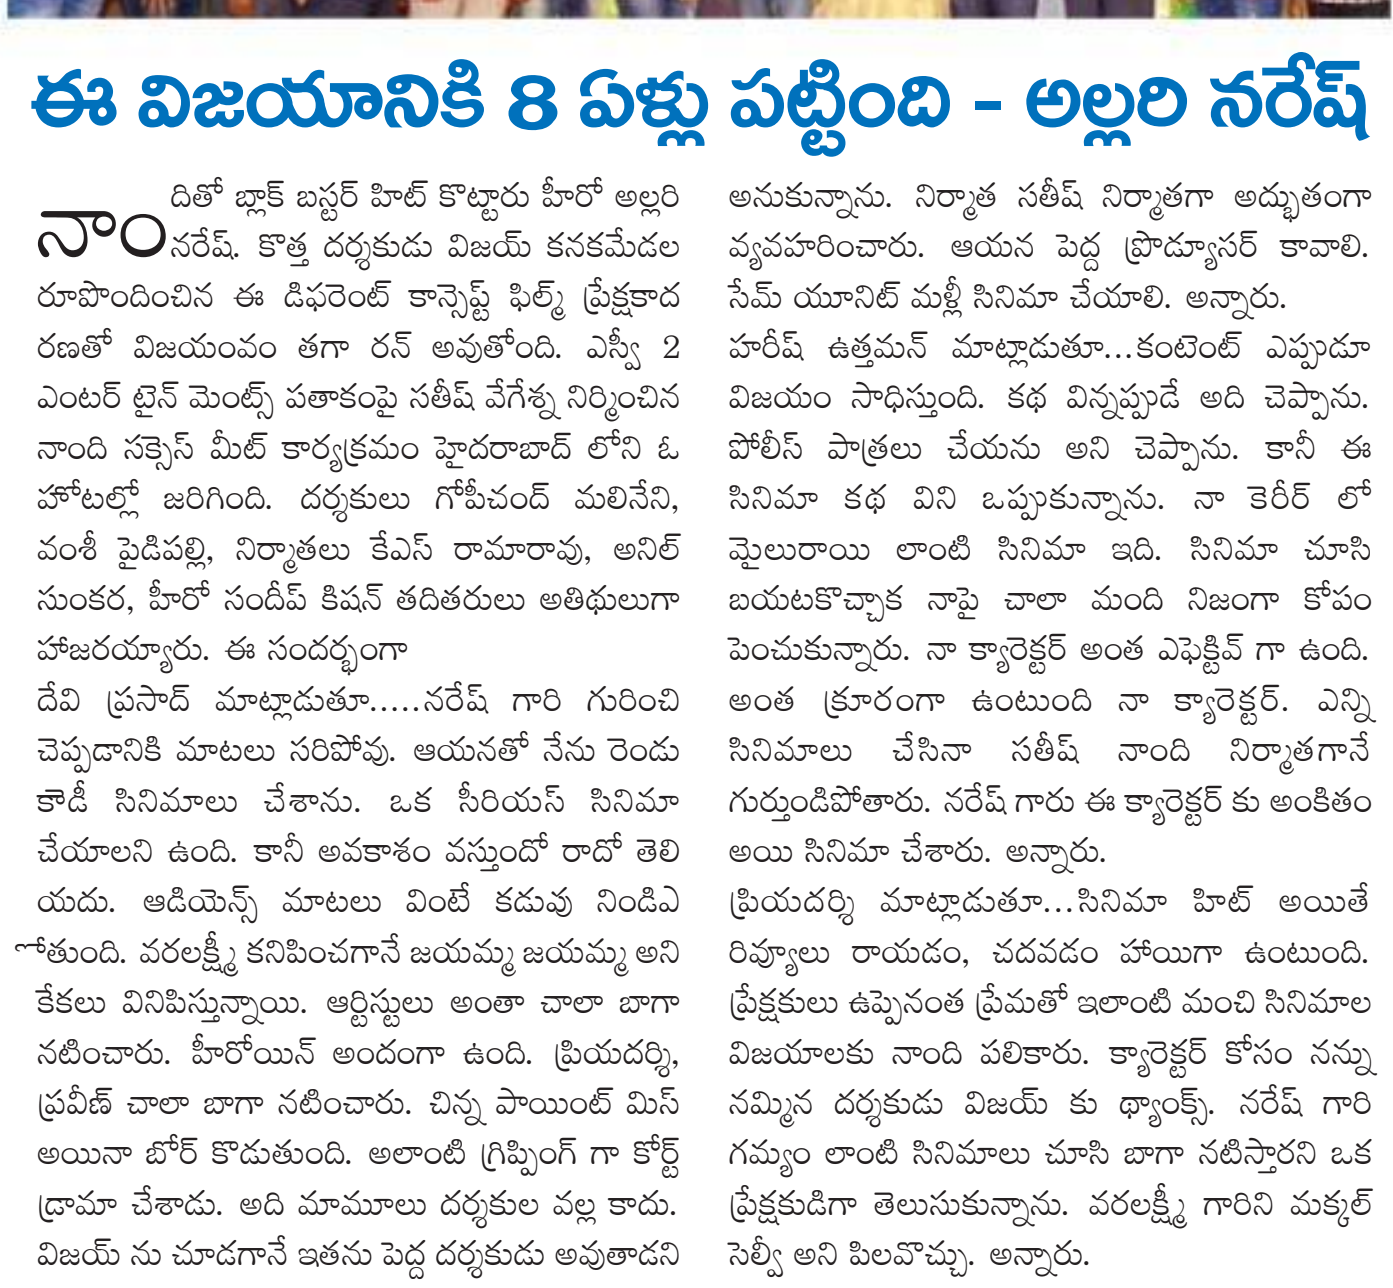 ఈ విజయానికి 8 ఏళ్లు పట్టింది - అల్లరి నరేష్
నాందితో బ్లాక్ బస్టర్ హిట్ కొట్టారు హీరో అల్లరి
నరేష్. కొత్త దర్శకుడు విజయ్ కనకమేడల
రూపొందించిన ఈ డిఫరెంట్ కాన్సెప్ట్ ఫిల్మ్ ప్రేక్షకాద
రణతో విజయంవం తగా రన్ అవుతోంది. ఎస్వీ 2
ఎంటర్ టైన్ మెంట్స్ పతాకంపై సతీష్ వేగేశ్న నిర్మించిన
నాంది సక్సెస్ మీట్ కార్యక్రమం హైదరాబాద్ లోని ఓ
హోటల్లో జరిగింది. దర్శకులు గోపీచంద్ మలినేని,
వంశీ పైడిపల్లి, నిర్మాతలు కేఎస్ రామారావు, అనిల్
సుంకర, హీరో సందీప్ కిషన్ తదితరులు అతిథులుగా
హాజరయ్యారు. ఈ సందర్భంగా
దేవి ప్రసాద్ మాట్లాడుతూ.....నరేష్ గారి గురించి
చెప్పడానికి మాటలు సరిపోవు. ఆయనతో నేను రెండు
కాెడీ సినిమాలు చేశాను. ఒక సీరియస్ సినిమా
చేయాలని ఉంది. కానీ అవకాశం వస్తుందో రాదో తెలి
యదు. ఆడియెన్స్ మాటలు వింటే కడువు నిండిఎ
ోతుంది. వరలక్ష్మీ కనిపించగానే జయమ్మ జయమ్మ అని
కేకలు వినిపిస్తున్నాయి. ఆర్టిస్టులు అంతా చాలా బాగా
నటించారు. హీరోయిన్ అందంగా ఉంది. ప్రియదర్శి,
ప్రవీణ్ చాలా బాగా నటించారు. చిన్న పాయింట్ మిస్
అయినా బోర్ కొడుతుంది. అలాంటి గ్రిప్పింగ్ గా కోర్ట్
డ్రామా చేశాడు. అది మామూలు దర్శకుల వల్ల కాదు.
విజయ్ ను చూడగానే ఇతను పెద్ద దర్శకుడు అవుతాడని
అనుకున్నాను. నిర్మాత సతీష్ నిర్మాతగా అద్భుతంగా
వ్యవహరించారు. ఆయన పెద్ద ప్రొడ్యూసర్ కావాలి.
సేమ్ యూనిట్ మళ్లీ సినిమా చేయాలి. అన్నారు.
హరీష్ ఉత్తమన్ మాట్లాడుతూ...కంటెంట్ ఎప్పుడూ
విజయం సాధిస్తుంది. కథ విన్నప్పుడే అది చెప్పాను.
పోలీస్ పాత్రలు చేయను అని చెప్పాను. కానీ ఈ
సినిమా కథ విని ఒప్పుకున్నాను. నా కెరీర్ లో
మైలురాయి లాంటి సినిమా ఇది. సినిమా చూసి
బయటకొచ్చాక నాపై చాలా మంది నిజంగా కోపం
పెంచుకున్నారు. నా క్యారెక్టర్ అంత ఎఫెక్టివ్ గా ఉంది.
అంత క్రూరంగా ఉంటుంది నా క్యారెక్టర్. ఎన్ని
సినిమాలు చేసినా సతీష్ నాంది నిర్మాతగానే
గుర్తుండిపోతారు. నరేష్ గారు ఈ క్యారెక్టర్ కు అంకితం
అయి సినిమా చేశారు. అన్నారు.
ప్రియదర్శి మాట్లాడుతూ...సినిమా హిట్ అయితే
రివ్యూలు రాయడం, చదవడం హాయిగా ఉంటుంది.
ప్రేక్షకులు ఉప్పెనంత ప్రేమతో ఇలాంటి మంచి సినిమాల
విజయాలకు నాంది పలికారు. క్యారెక్టర్ కోసం నన్ను
నమ్మిన దర్శకుడు విజయ్ కు థ్యాంక్స్. నరేష్ గారి
గమ్యం లాంటి సినిమాలు చూసి బాగా నటిస్తారని ఒక
ప్రేక్షకుడిగా తెలుసుకున్నాను. వరలక్ష్మీ గారిని మక్కల్
సెల్వీ అని పిలవొచ్చు. అన్నారు.